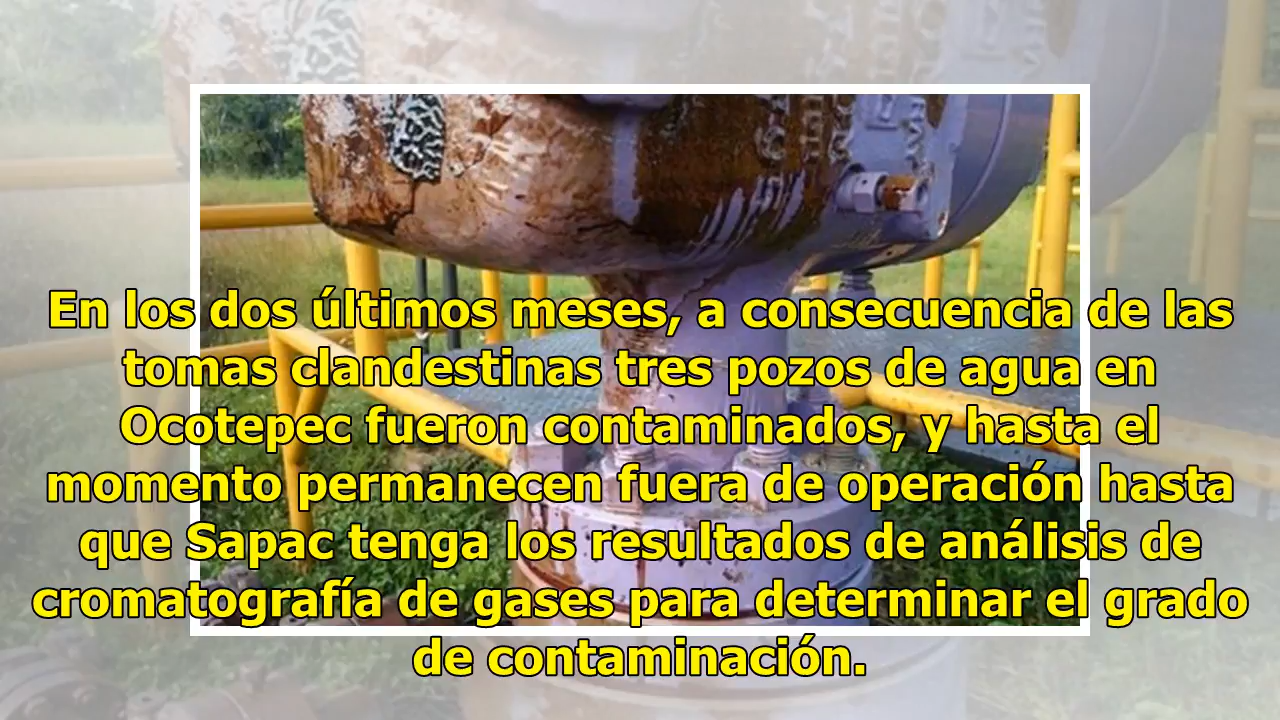 En los dos últimos meses, a consecuencia de las
tomas clandestinas tres pozos de agua en
Ocotepec fueron contaminados, y hasta el
momento permanecen fuera de operación hasta
que Sapac tenga los resultados de análisis de
cromatografía de gases para determinar el grado
de contaminación.